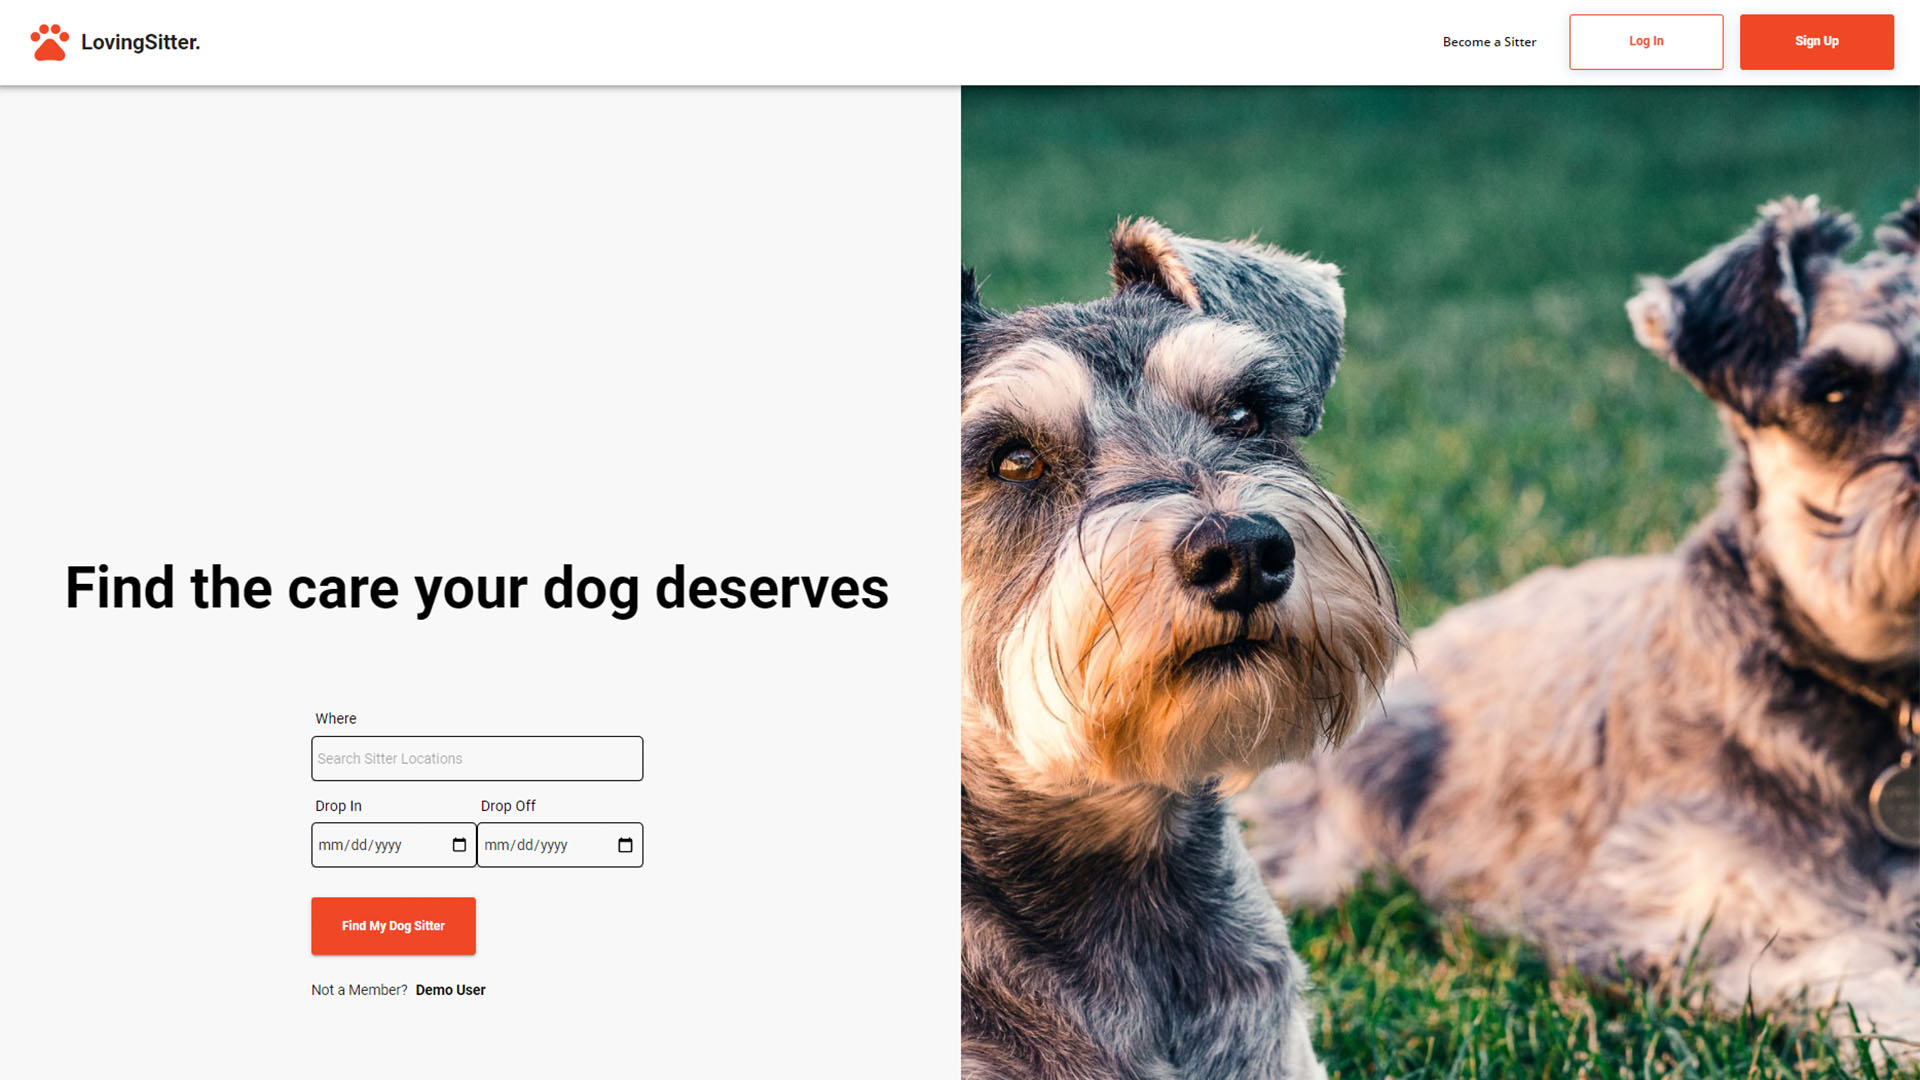 LovingSitter.
Become a Sitter
Log In
Sign Up
Find the care your dog deserves
Where
Search Sitter Locations
Drop In
Drop Off
mm/dd/yyyy
mm/dd/yyyy
Find My Dog Sitter
Not a Member? Demo User